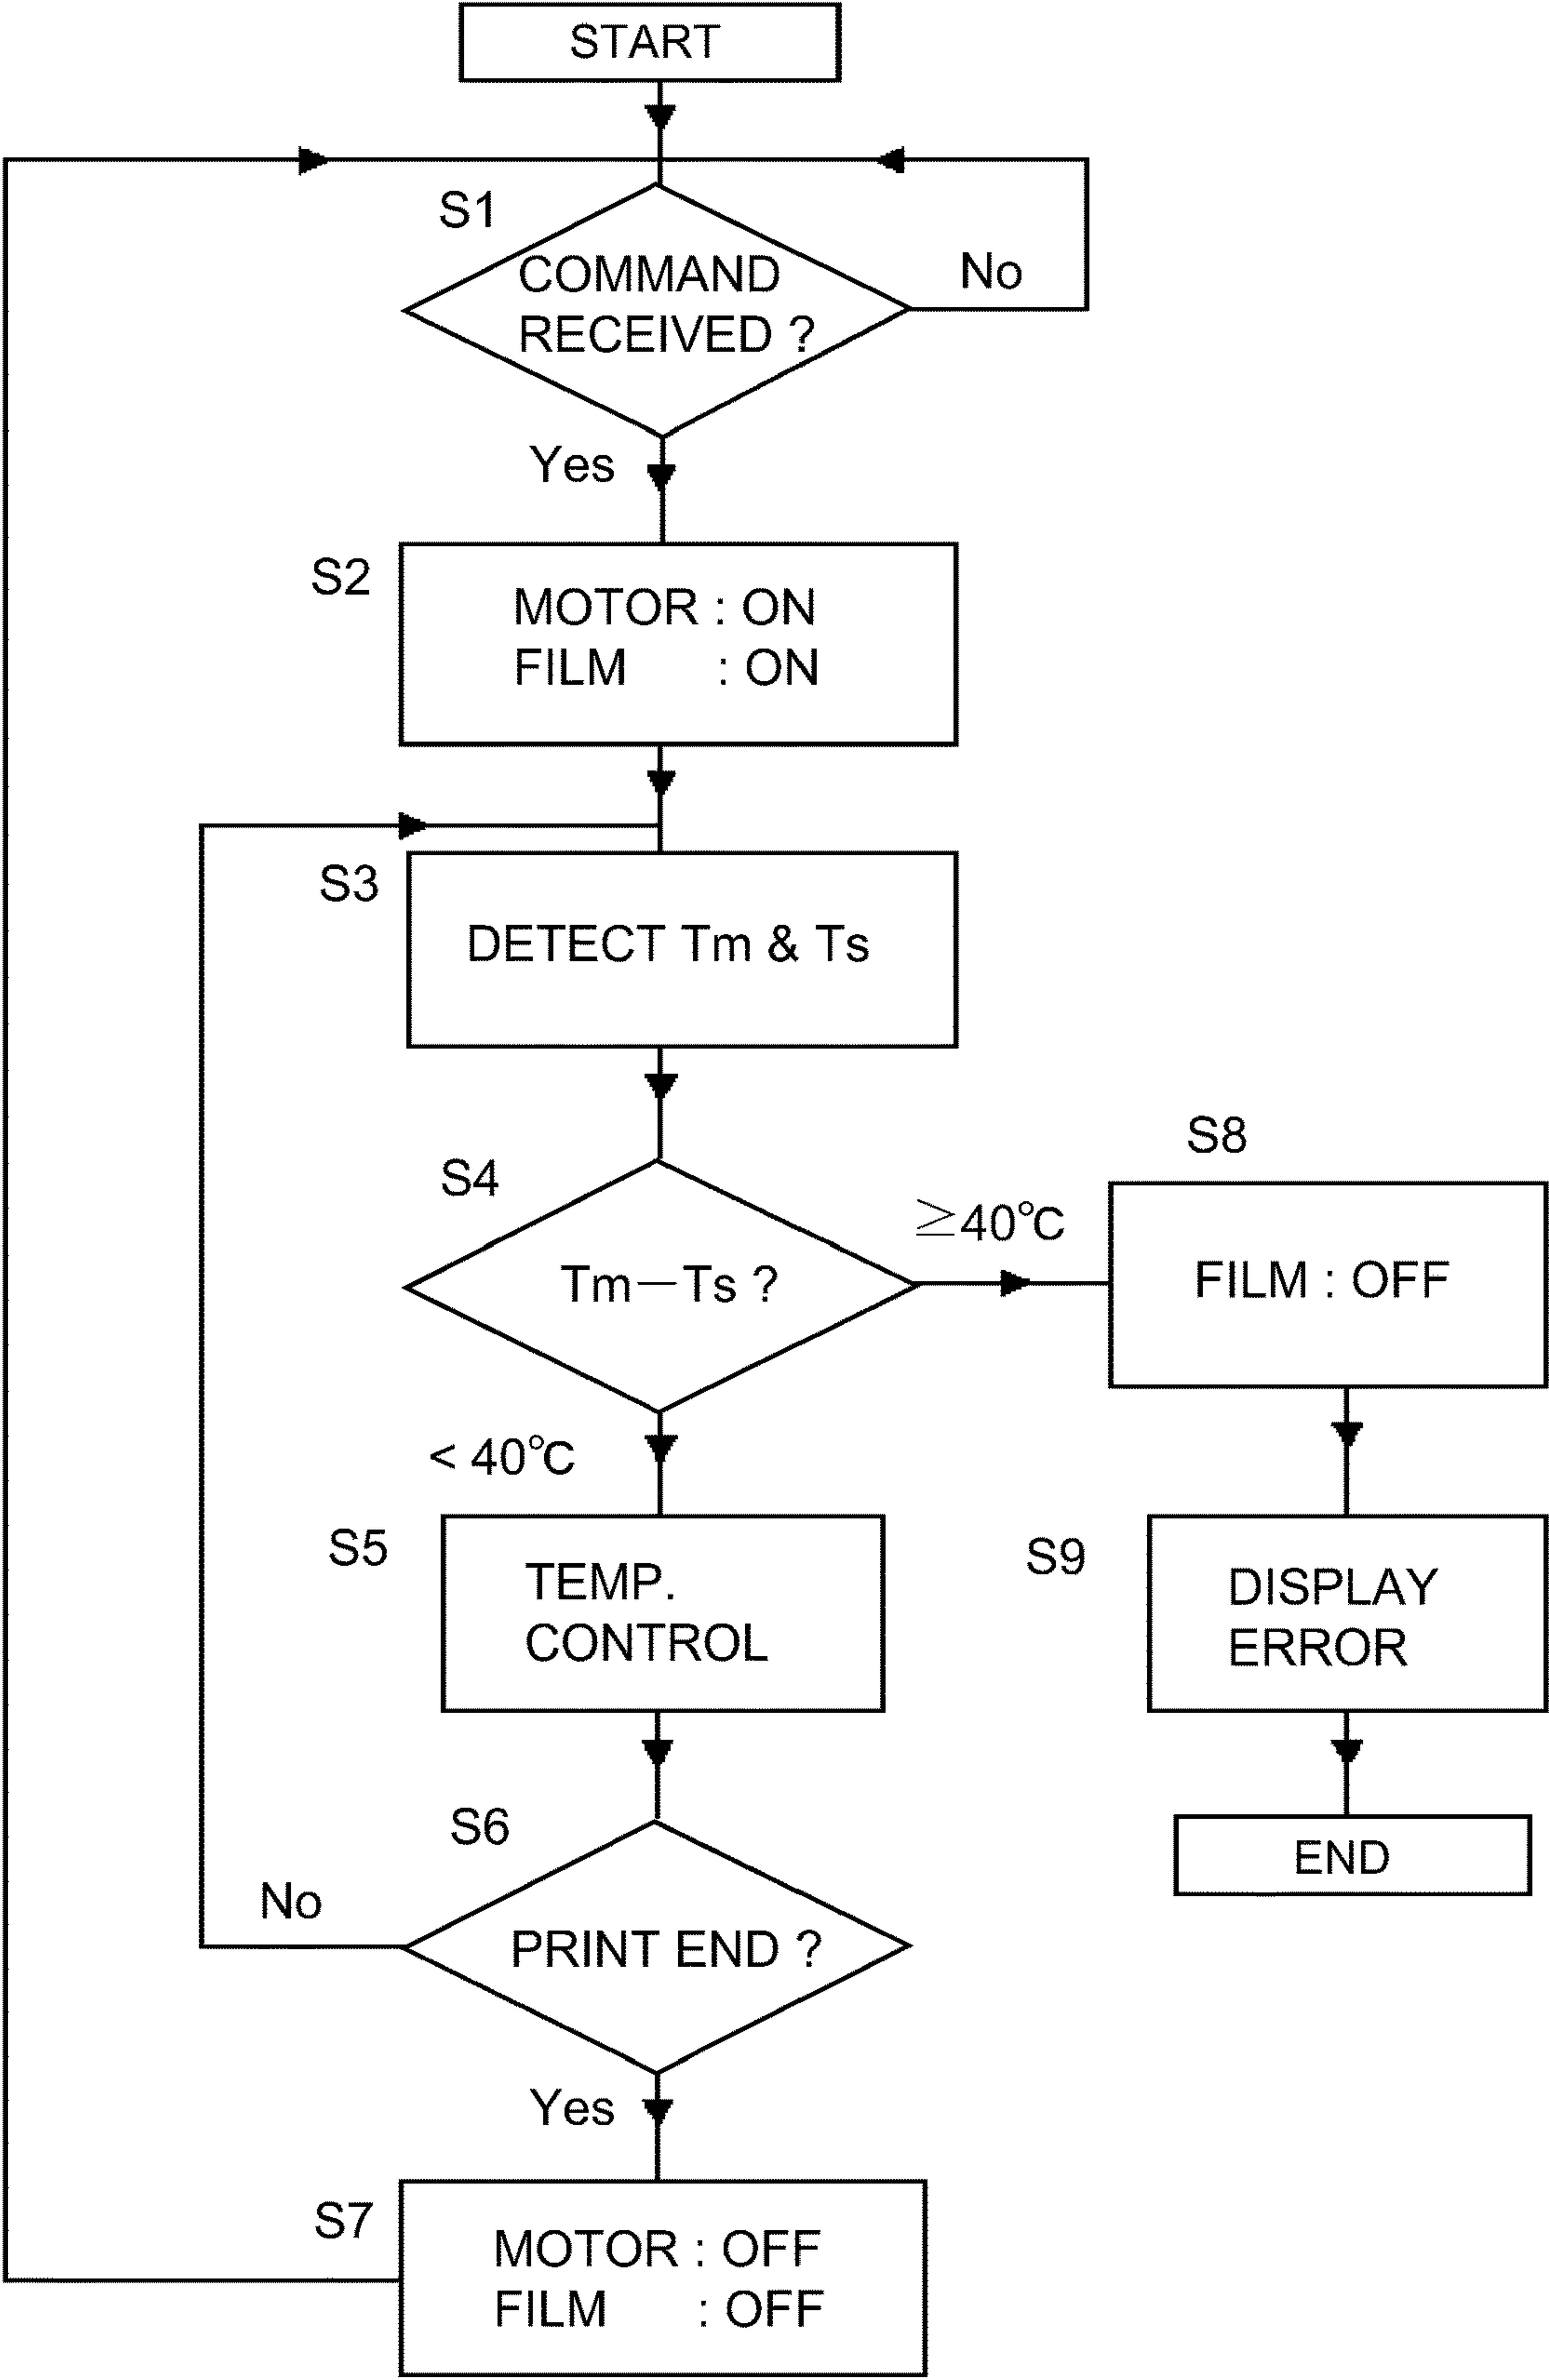 START
S1
COMMAND
RECEIVED ?
No
Yes
S2
MOTOR : ON
FILM : ON
S3
DETECT Tm & Ts
S4
Tm—Ts ?
≧40℃
S8
FILM : OFF
< 40℃
S5
TEMP.
CONTROL
S9
DISPLAY
ERROR
S6
No
PRINT END ?
END
Yes
S7
MOTOR : OFF
FILM : OFF